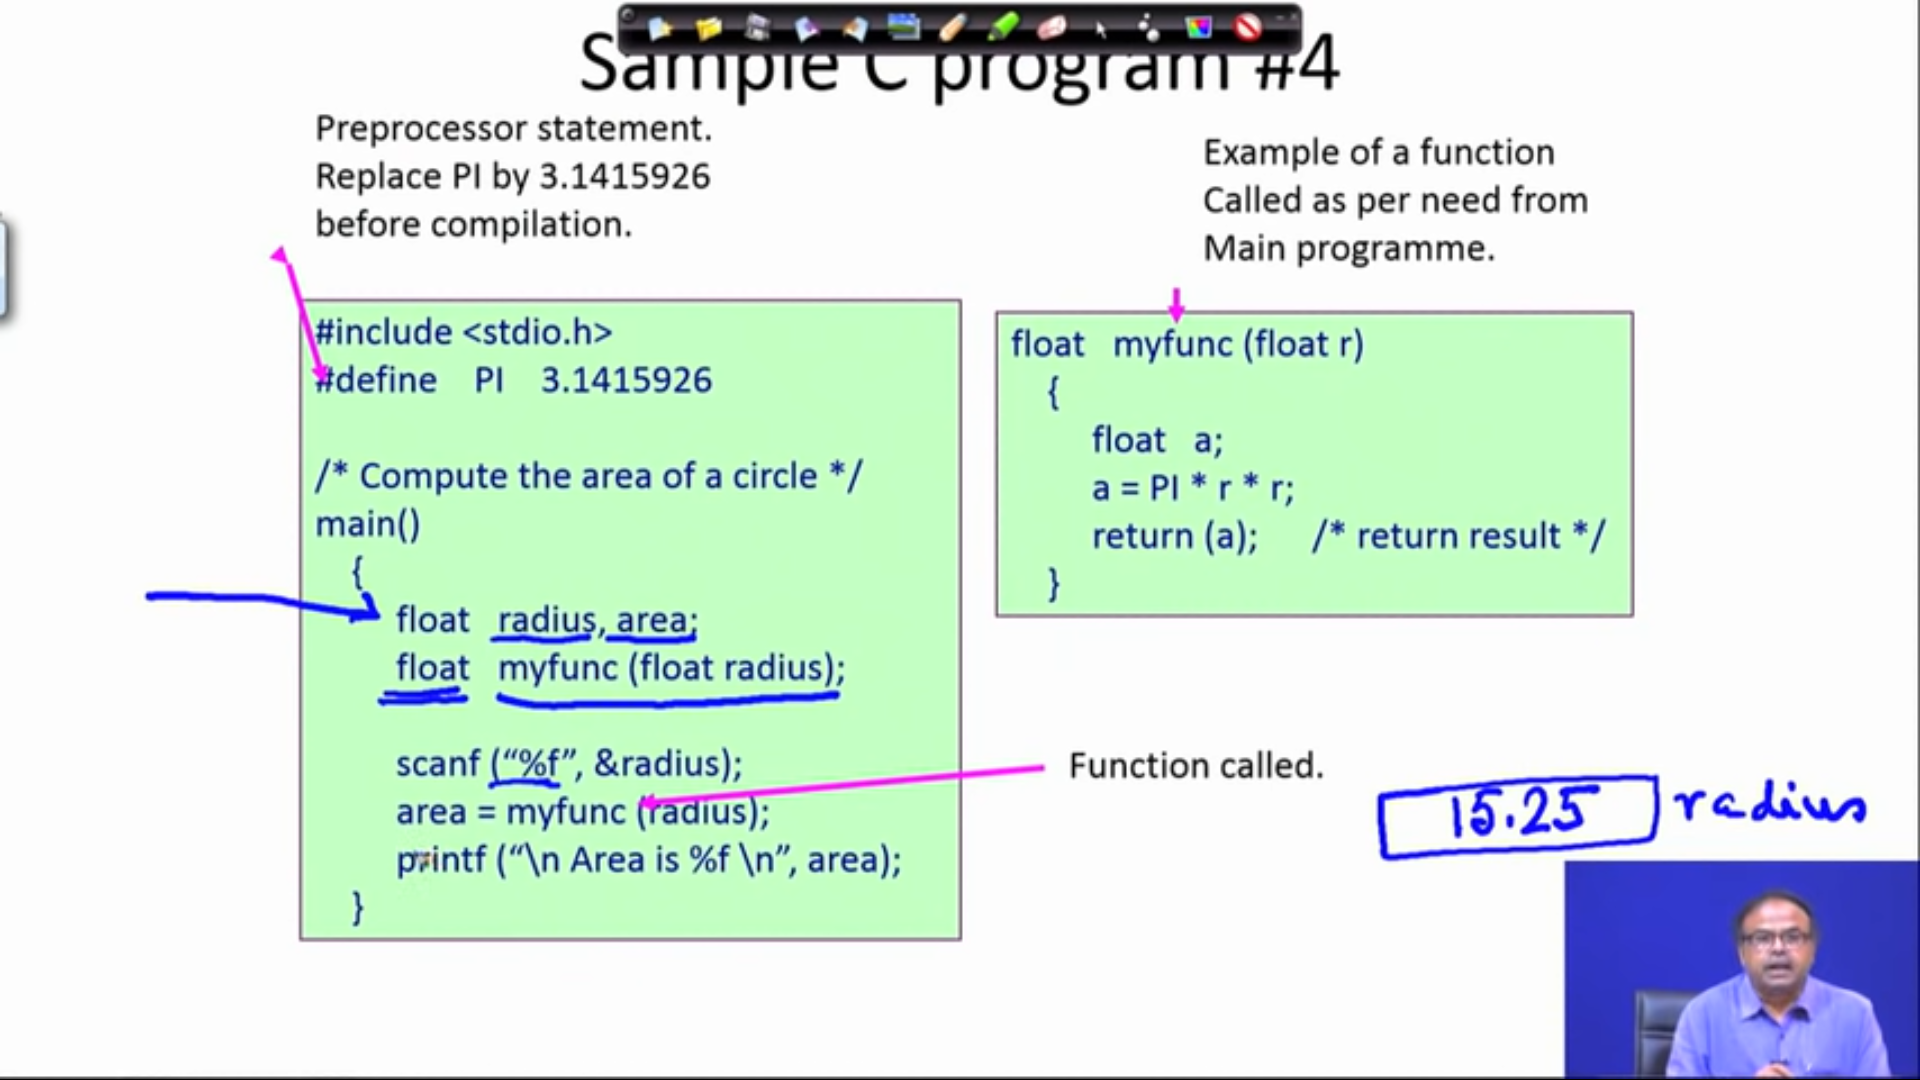 Sample C program #4
Preprocessor statement.
Replace PI by 3.1415926
before compilation.
Example of a function
Called as per need from
Main programme.
#include <stdio.h>
#define PI 3.1415926
/* Compute the area of a circle */
main()
{
float radius, area;
float myfunc (float radius);
scanf (“%f”, &radius);
area = myfunc (radius);
printf (“\n Area is %f \n”, area);
}
float myfunc (float r)
{
float a;
a = PI * r * r;
return (a); /* return result */
}
Function called.
15.25 radius